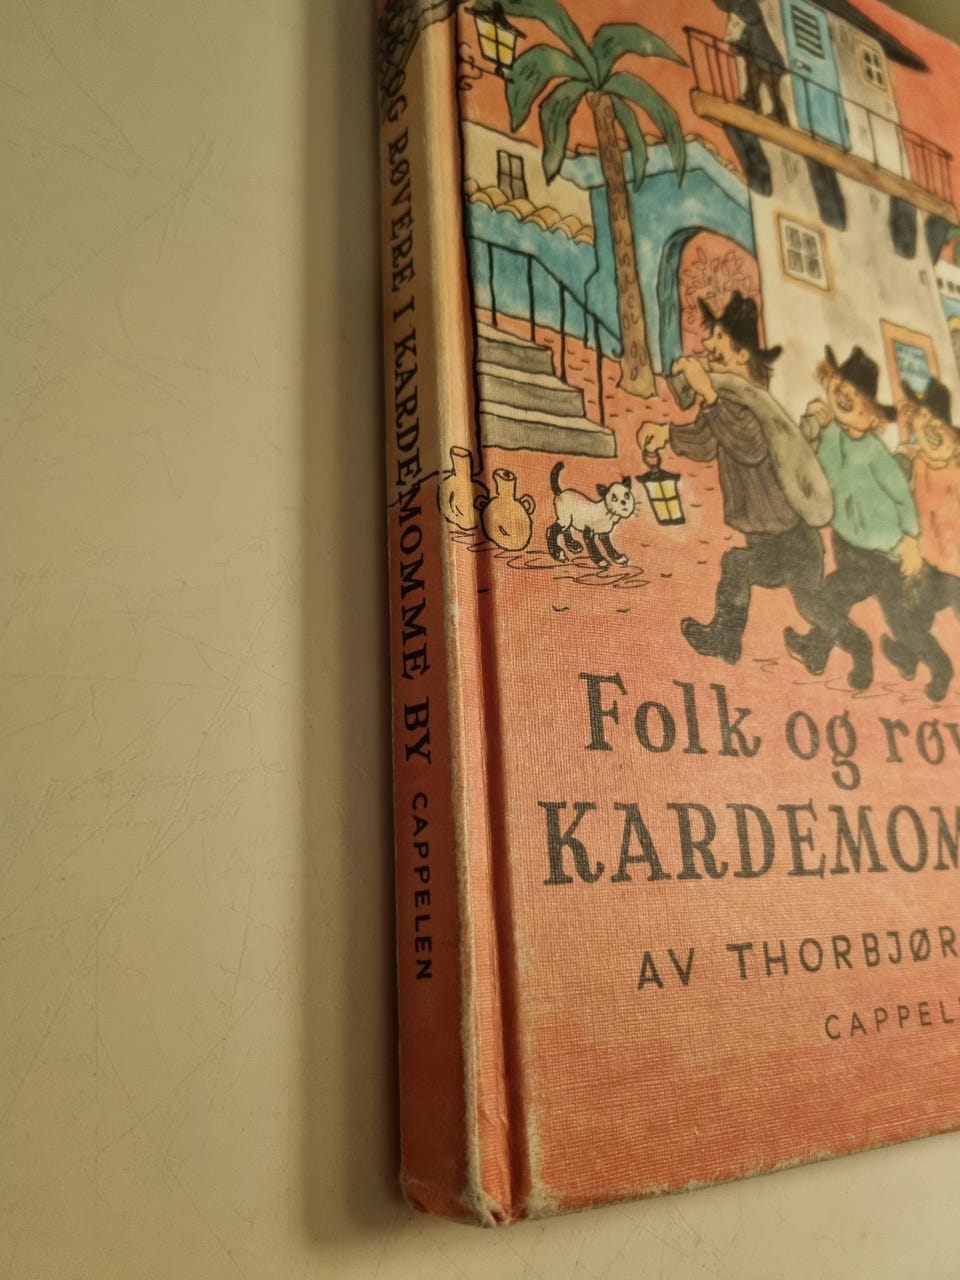 OG RØVERE I KARDEMOMME BY CAPPELEN
Folk og røv
KARDEMOM
AV THORBJØR
CAPPEL